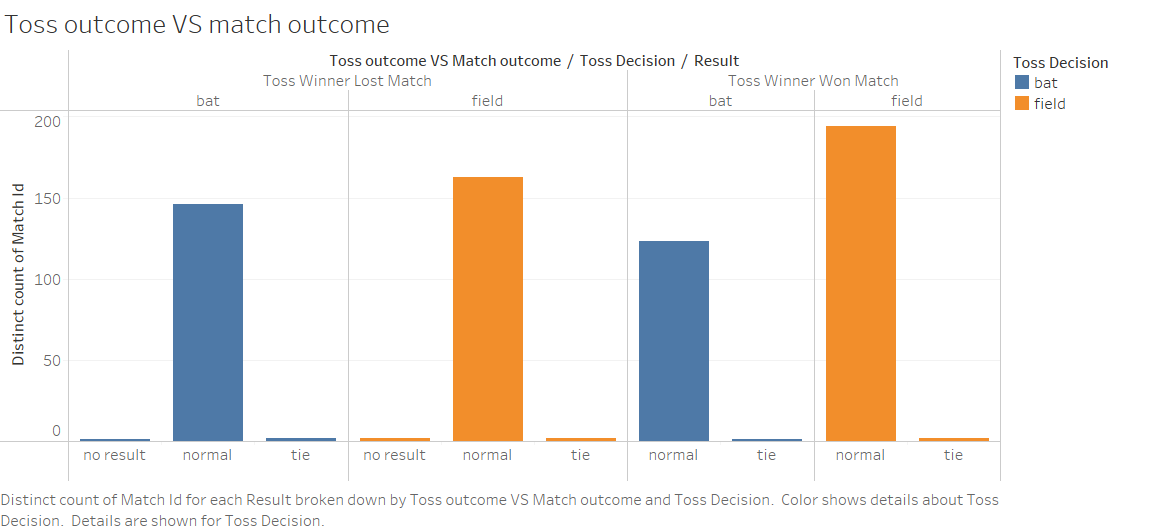 Toss outcome VS match outcome
Toss outcome VS Match outcome / Toss Decision / Result
Toss Winner Lost Match
Toss Winner Won Match
bat
field
bat
field
Toss Decision
bat
field
Distinct count of Match Id
200
150
100
50
0
no result
normal
tie
no result
normal
tie
normal
tie
normal
tie
Distinct count of Match Id for each Result broken down by Toss outcome VS Match outcome and Toss Decision. Color shows details about Toss
Decision. Details are shown for Toss Decision.